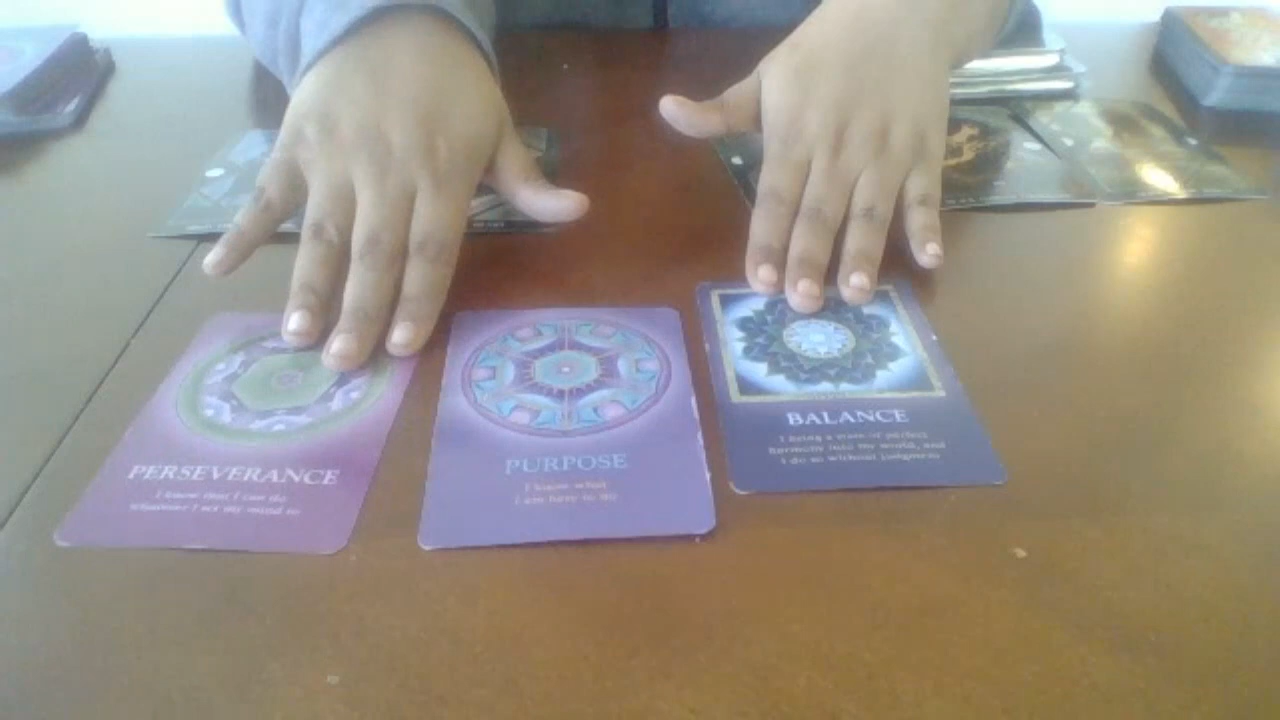 PERSEVERANCE
I know that I can do
whatever I set my mind to
PURPOSE
I know what
I am here to do
BALANCE
I bring a state of perfect
harmony into my world, and
I do so without judgment